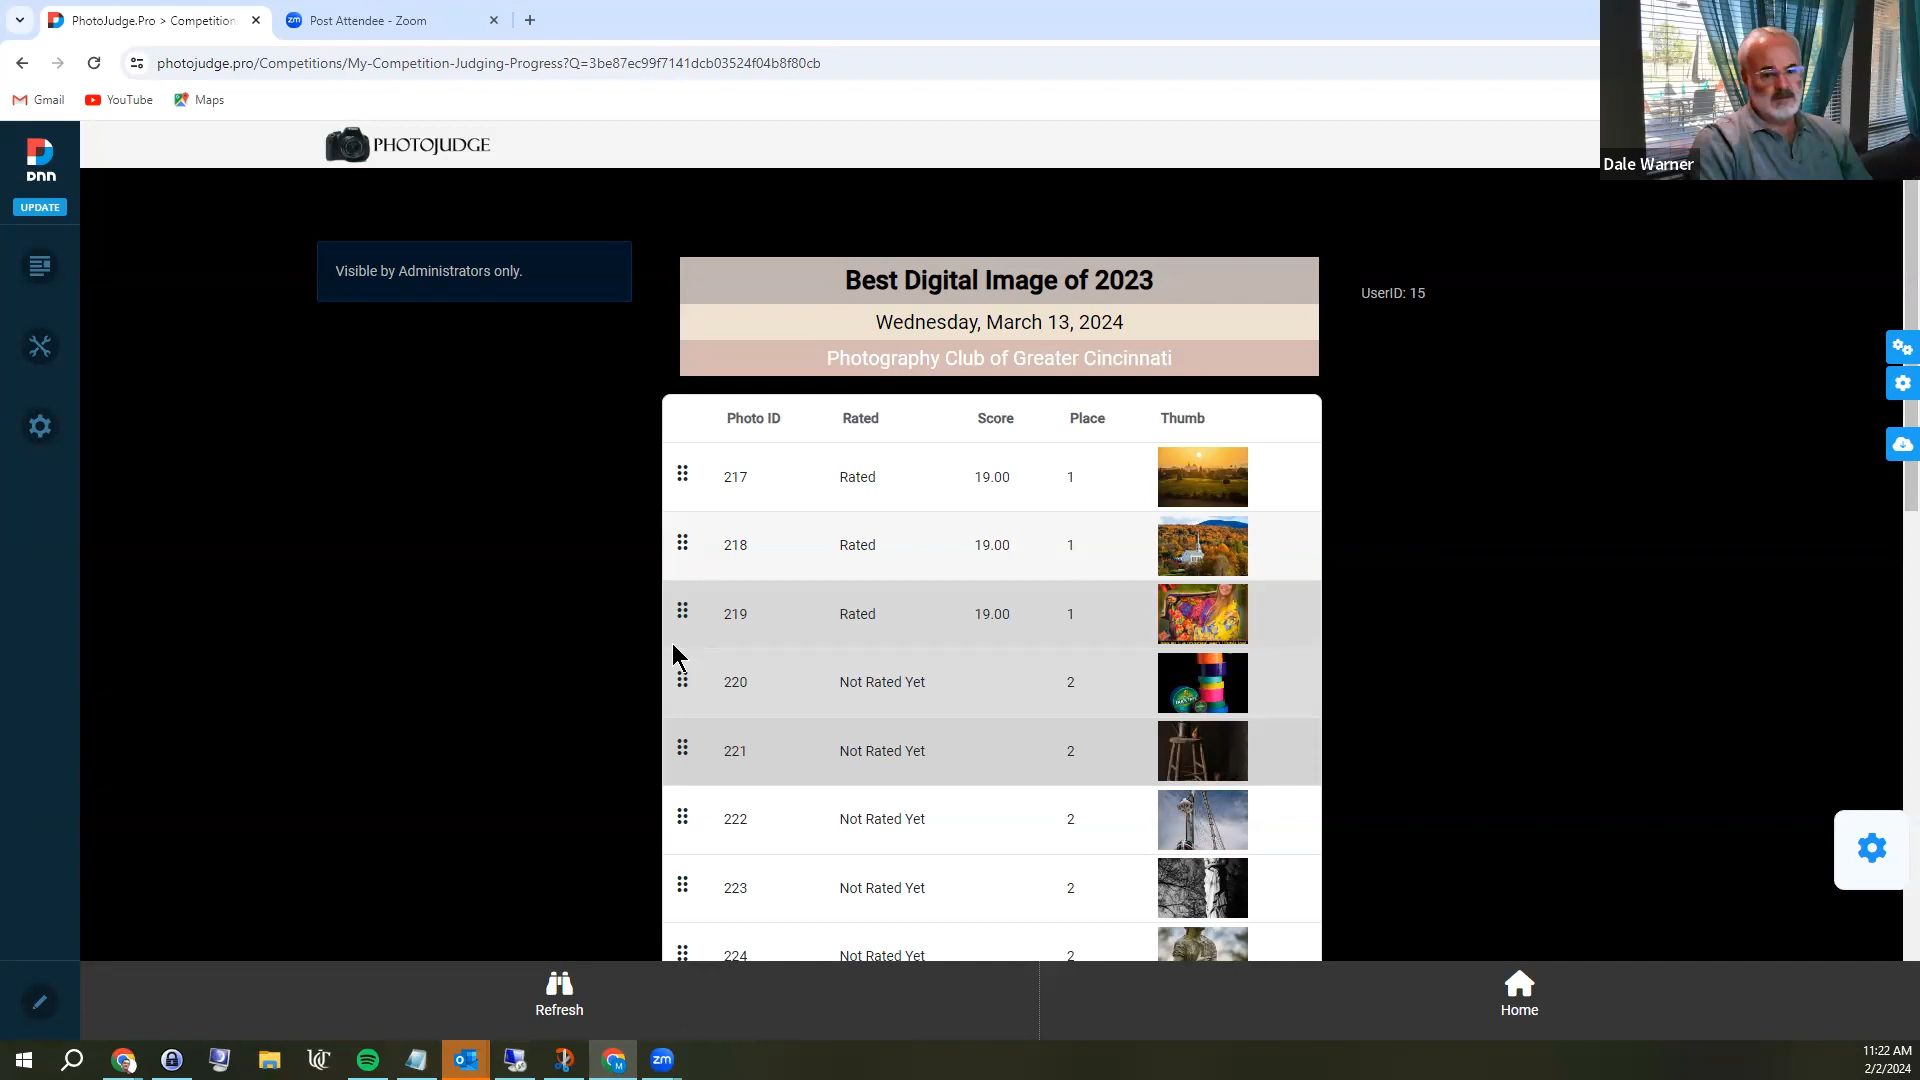 PhotoJudge.Pro > Competition
Post Attendee - Zoom
photojudge.pro/Competitions/My-Competition-Judging-Progress?Q=3be87ec99f7141dcb03524f04b8f80cb
Gmail
YouTube
Maps
Dale Warner
Dnn
UPDATE
PHOTOJUDGE
Visible by Administrators only.
Best Digital Image of 2023
Wednesday, March 13, 2024
Photography Club of Greater Cincinnati
UserID: 15
Photo ID Rated Score Place Thumb
217 Rated 19.00 1
218 Rated 19.00 1
219 Rated 19.00 1
220 Not Rated Yet 2
221 Not Rated Yet 2
222 Not Rated Yet 2
223 Not Rated Yet 2
224 Not Rated Yet 2
Refresh
Home
zm
11:22 AM
2/2/2024